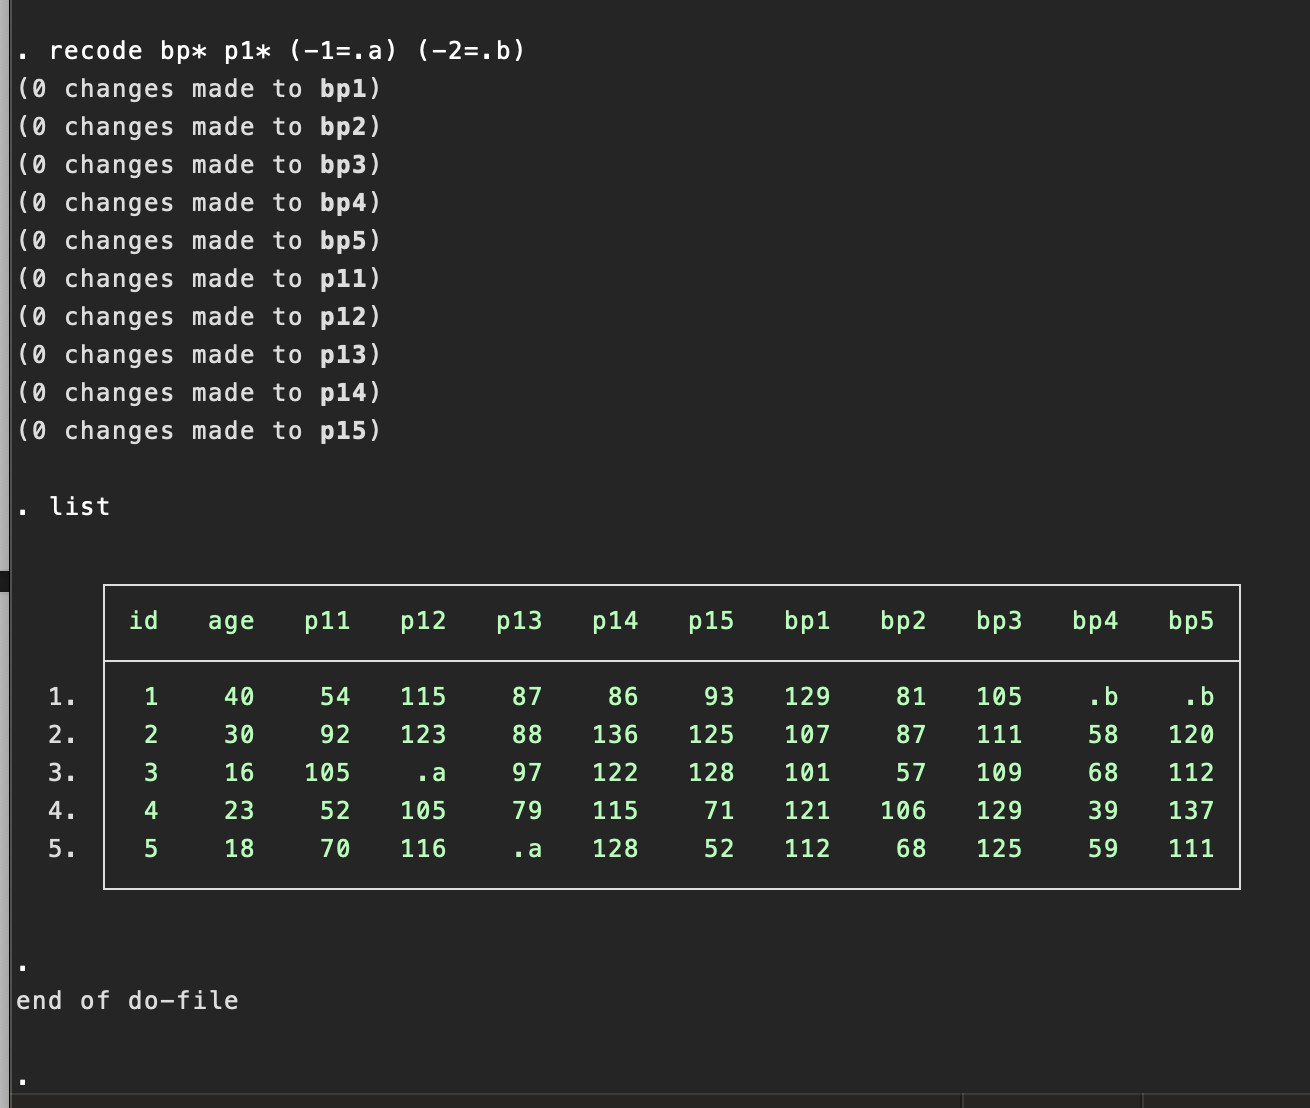 . recode bp* p1* (-1=.a) (-2=.b)
(0 changes made to bp1)
(0 changes made to bp2)
(0 changes made to bp3)
(0 changes made to bp4)
(0 changes made to bp5)
(0 changes made to p11)
(0 changes made to p12)
(0 changes made to p13)
(0 changes made to p14)
(0 changes made to p15)
. list
id age p11 p12 p13 p14 p15 bp1 bp2 bp3 bp4 bp5
1. 1 40 54 115 87 86 93 129 81 105 .b .b
2. 2 30 92 123 88 136 125 107 87 111 58 120
3. 3 16 105 .a 97 122 128 101 57 109 68 112
4. 4 23 52 105 79 115 71 121 106 129 39 137
5. 5 18 70 116 .a 128 52 112 68 125 59 111
.
end of do-file
.